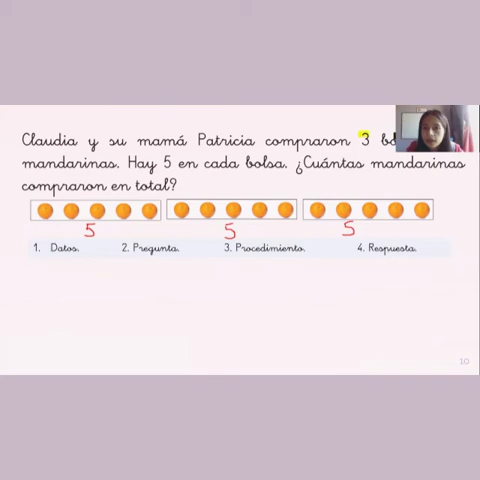 Claudia y su mamá Patricia compraron 3
mandarinas. Hay 5 en cada bolsa. ¿Cuántas mandarinas
compraron en total?
5 5 5
1. Datos. 2. Pregunta. 3. Procedimiento. 4. Respuesta.
10